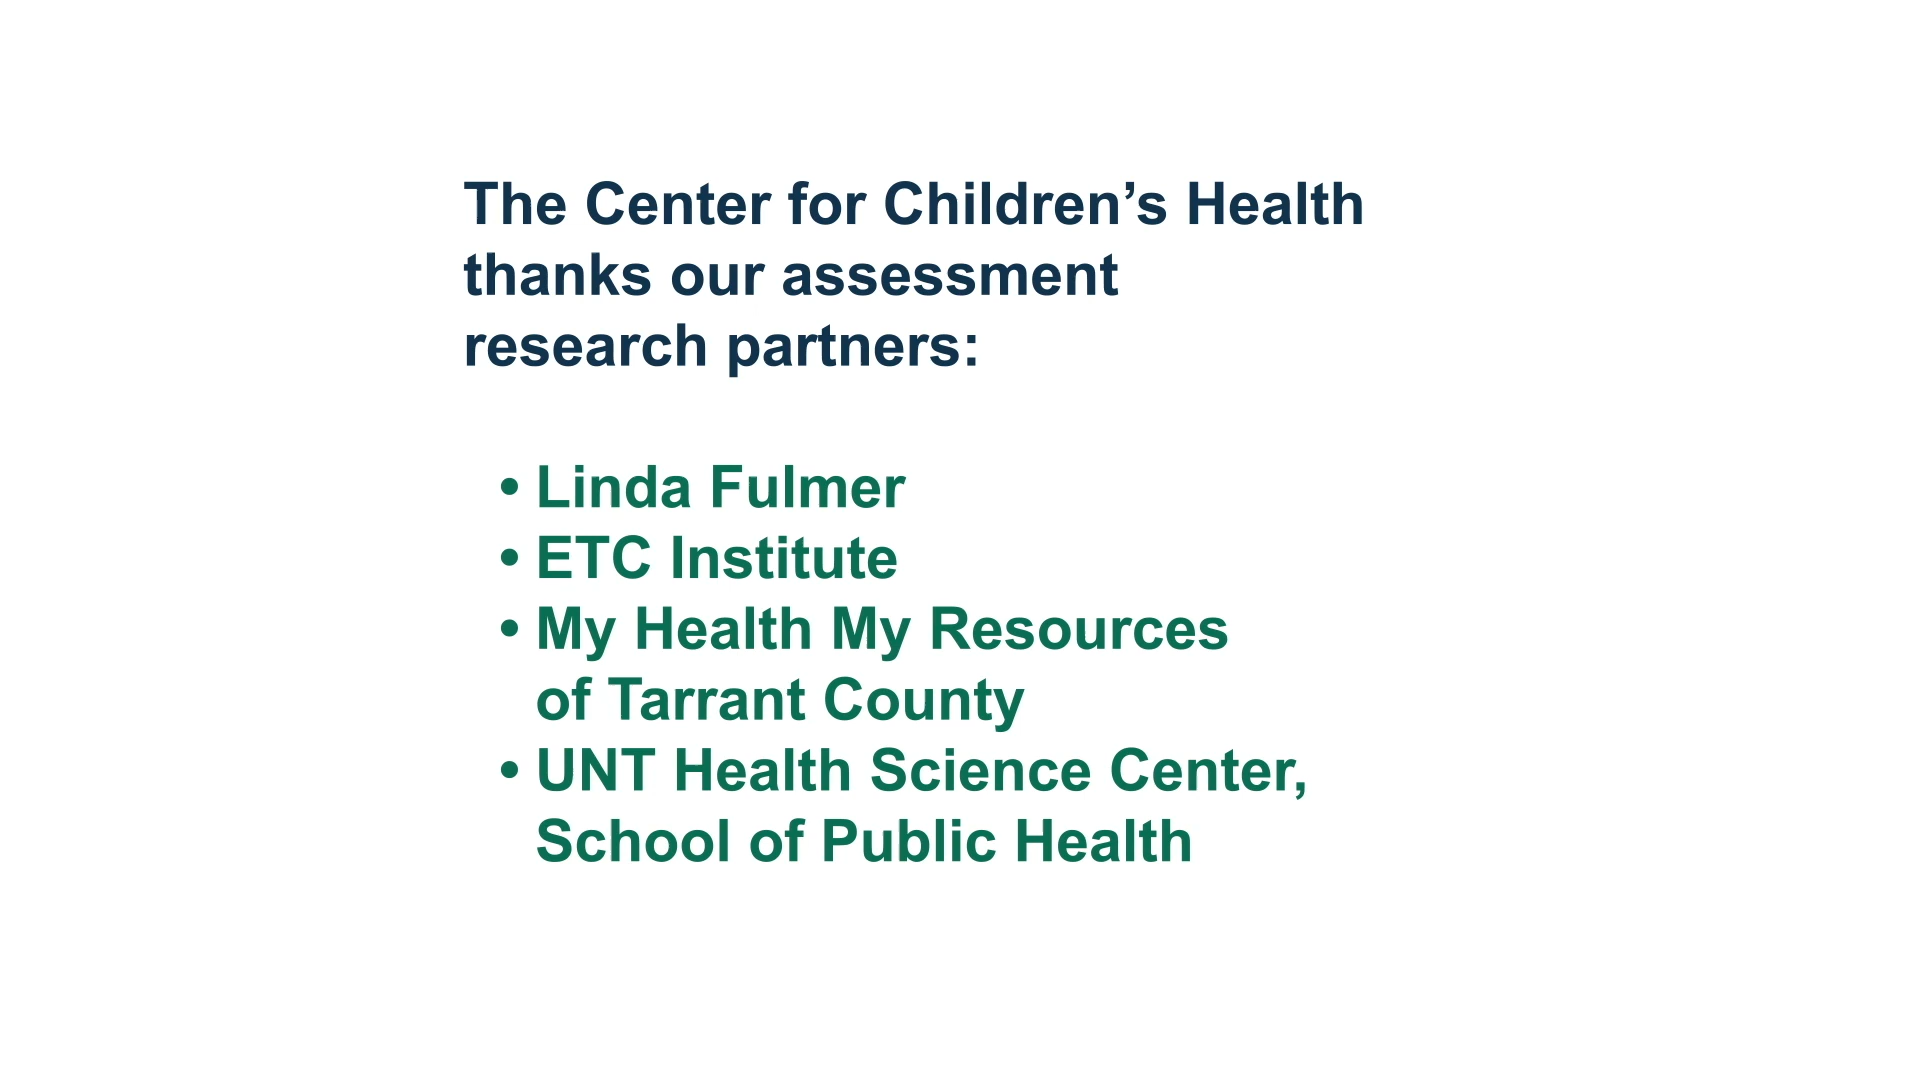 The Center for Children’s Health
thanks our assessment
research partners:
• Linda Fulmer
• ETC Institute
• My Health My Resources
of Tarrant County
• UNT Health Science Center,
School of Public Health